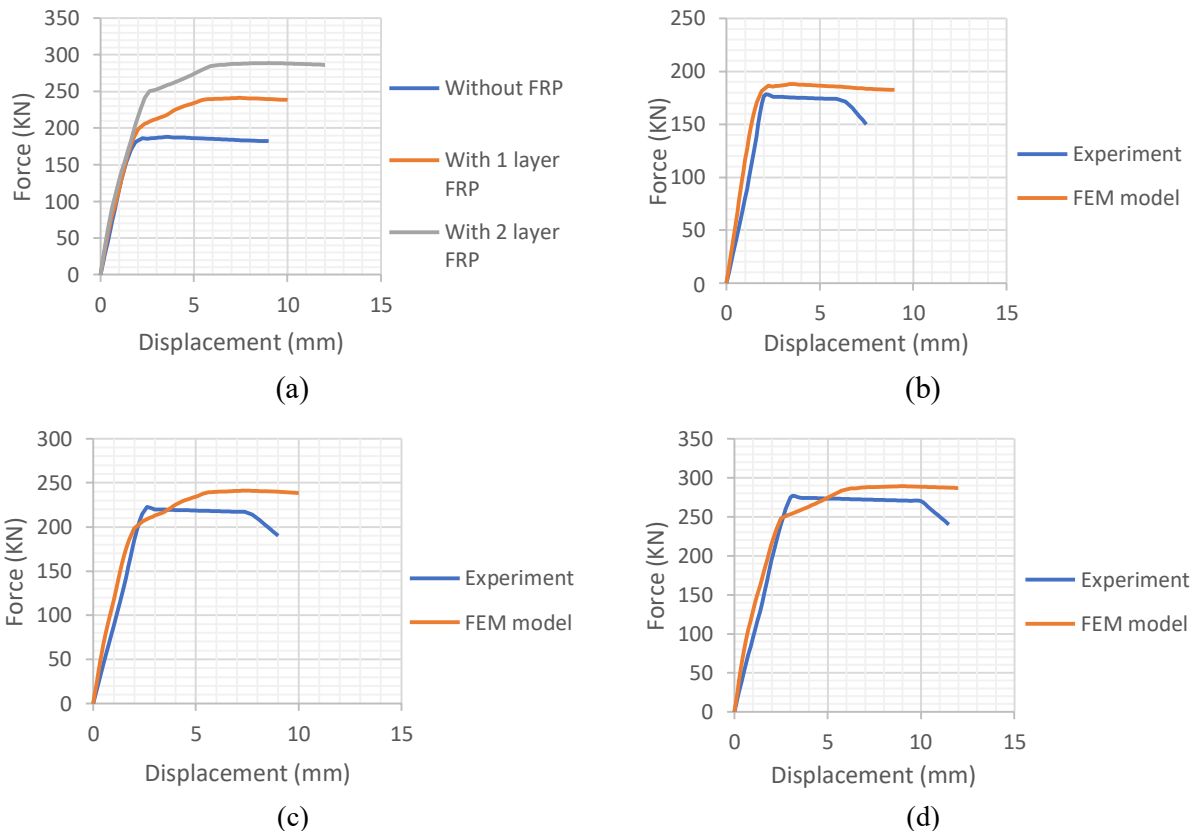 350
300
250
200
150
100
50
0
Force (KN)
0 5 10 15
Displacement (mm)
Without FRP
With 1 layer
FRP
With 2 layer
FRP
(a)
250
200
150
100
50
0
Force (KN)
0 5 10 15
Displacement (mm)
Experiment
FEM model
(b)
300
250
200
150
100
50
0
Force (KN)
0 5 10 15
Displacement (mm)
Experiment
FEM model
(c)
350
300
250
200
150
100
50
0
Force (KN)
0 5 10 15
Displacement (mm)
Experiment
FEM model
(d)